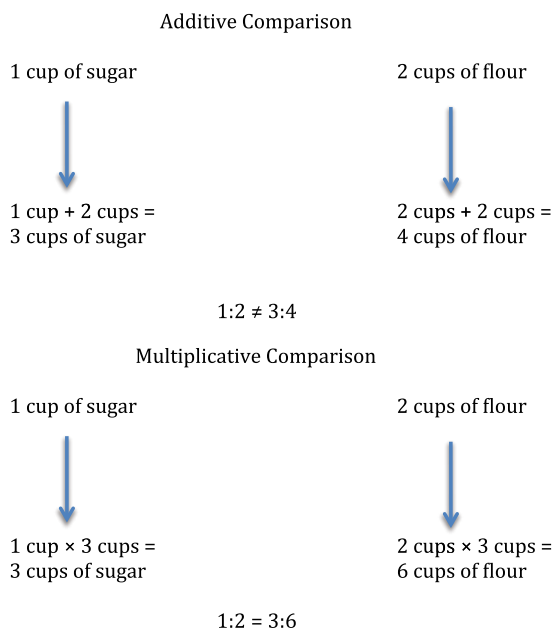 Additive Comparison
1 cup of sugar
2 cups of flour
1 cup + 2 cups =
3 cups of sugar
2 cups + 2 cups =
4 cups of flour
1:2 ≠ 3:4
Multiplicative Comparison
1 cup of sugar
2 cups of flour
1 cup × 3 cups =
3 cups of sugar
2 cups × 3 cups =
6 cups of flour
1:2 = 3:6